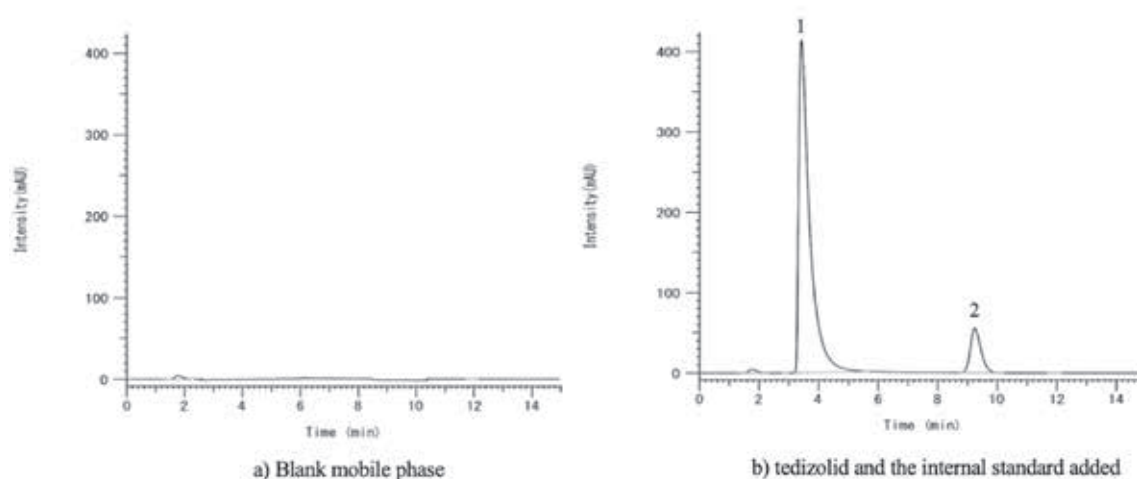 400
300
200
100
0
Intensity(mAU)
0 2 4 6 8 10 12 14
Time (min)
a) Blank mobile phase
1
400
300
200
100
0
Intensity(mAU)
2
0 2 4 6 8 10 12 14
Time (min)
b) tedizolid and the internal standard added